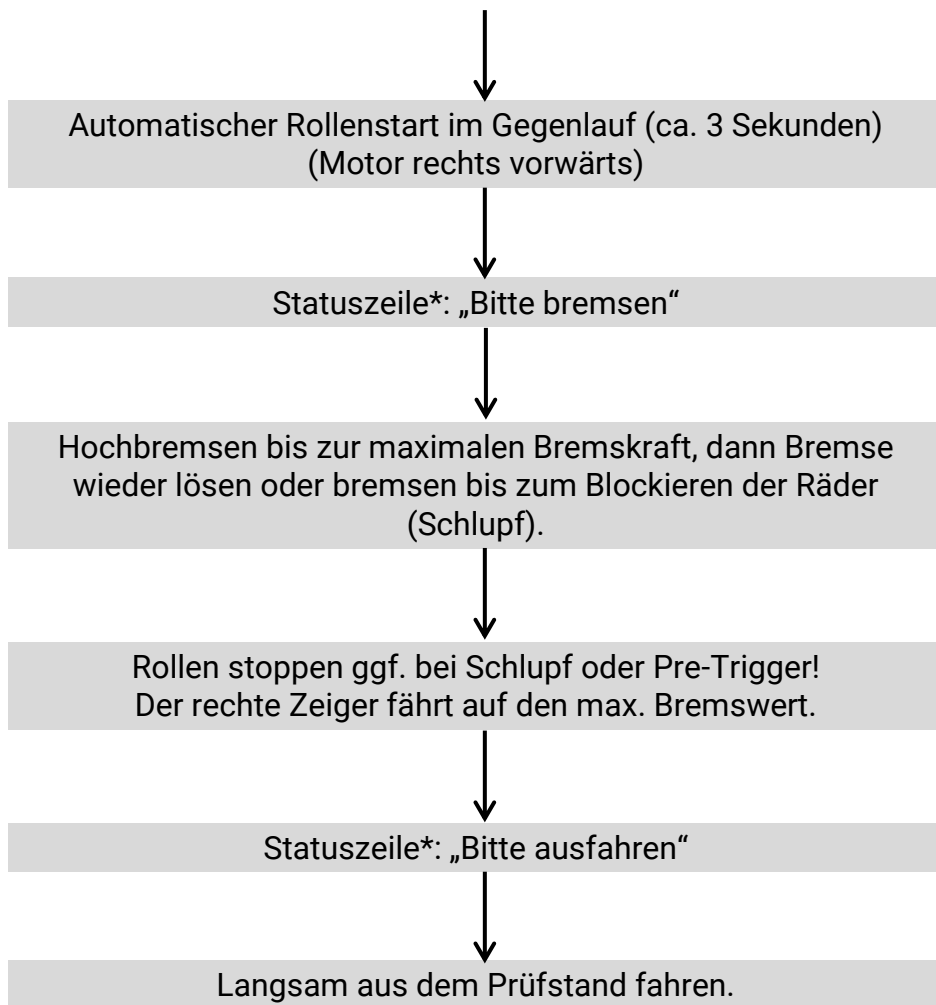 Automatischer Rollenstart im Gegenlauf (ca. 3 Sekunden)
(Motor rechts vorwärts)
Statuszeile*: „Bitte bremsen“
Hochbremsen bis zur maximalen Bremskraft, dann Bremse
wieder lösen oder bremsen bis zum Blockieren der Räder
(Schlupf).
Rollen stoppen ggf. bei Schlupf oder Pre-Trigger!
Der rechte Zeiger fährt auf den max. Bremswert.
Statuszeile*: „Bitte ausfahren“
Langsam aus dem Prüfstand fahren.